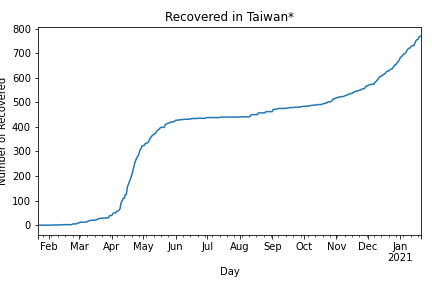 Recovered in Taiwan*
Number of Recovered
800
700
600
500
400
300
200
100
0
Feb Mar Apr May Jun Jul Aug Sep Oct Nov Dec Jan
2021
Day